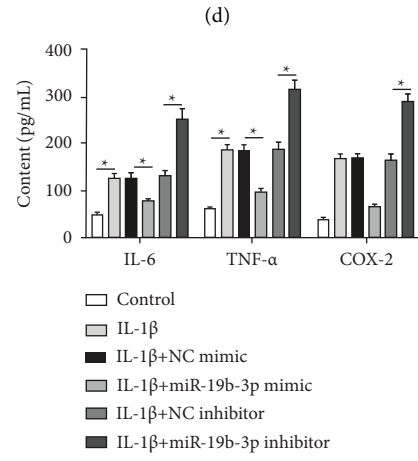 (d)
400
300
200
100
0
Content (pg/mL)
* * * * * * *
IL-6 TNF-α COX-2
Control
IL-1β
IL-1β+NC mimic
IL-1β+miR-19b-3p mimic
IL-1β+NC inhibitor
IL-1β+miR-19b-3p inhibitor